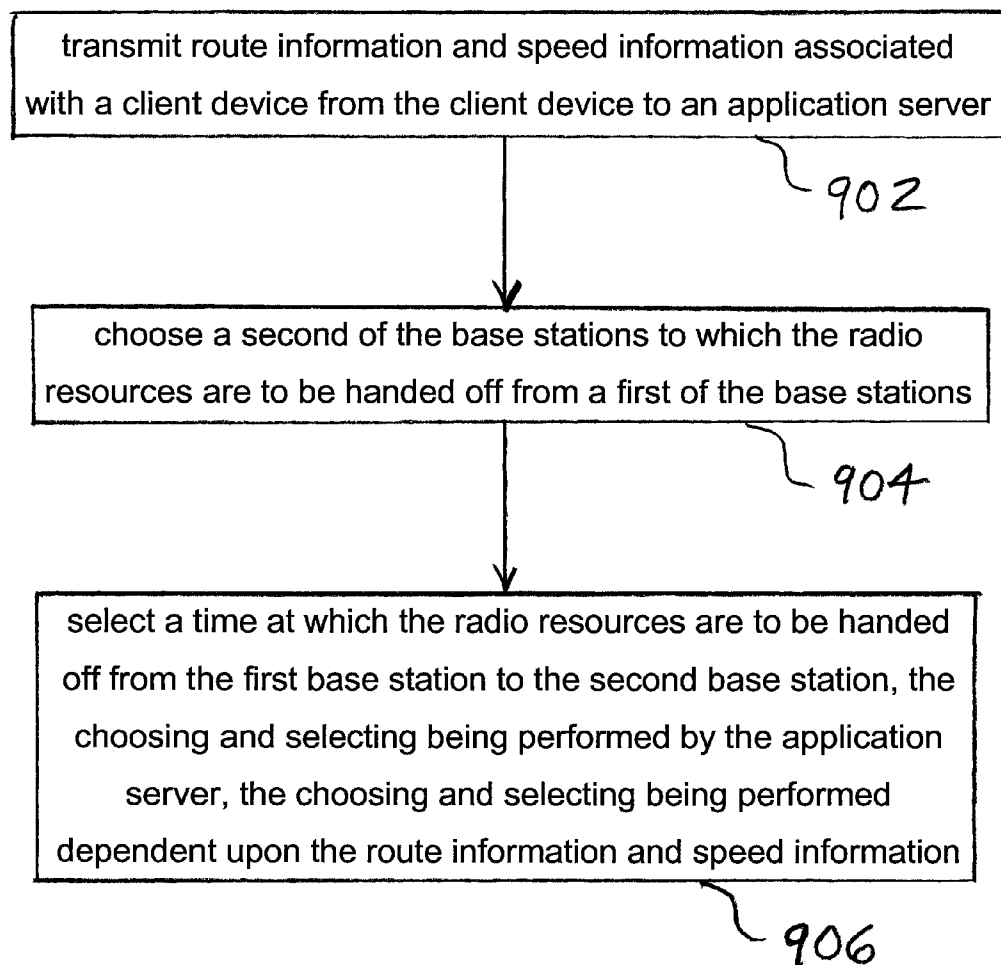 transmit route information and speed information associated
with a client device from the client device to an application server
902
choose a second of the base stations to which the radio
resources are to be handed off from a first of the base stations
904
select a time at which the radio resources are to be handed
off from the first base station to the second base station, the
choosing and selecting being performed by the application
server, the choosing and selecting being performed
dependent upon the route information and speed information
906